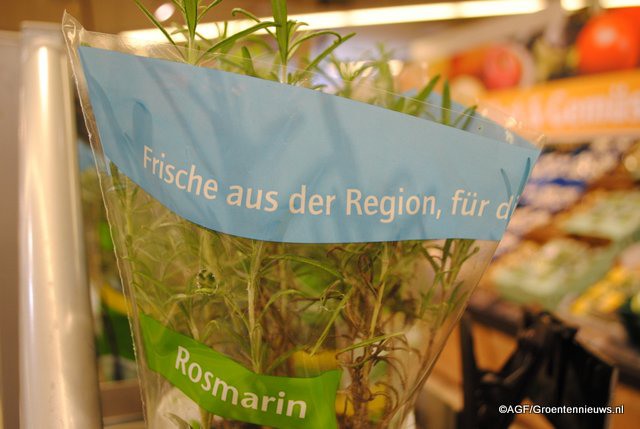 Frische aus der Region, für d
Rosmarin
©AGF/Groentennieuws.nl